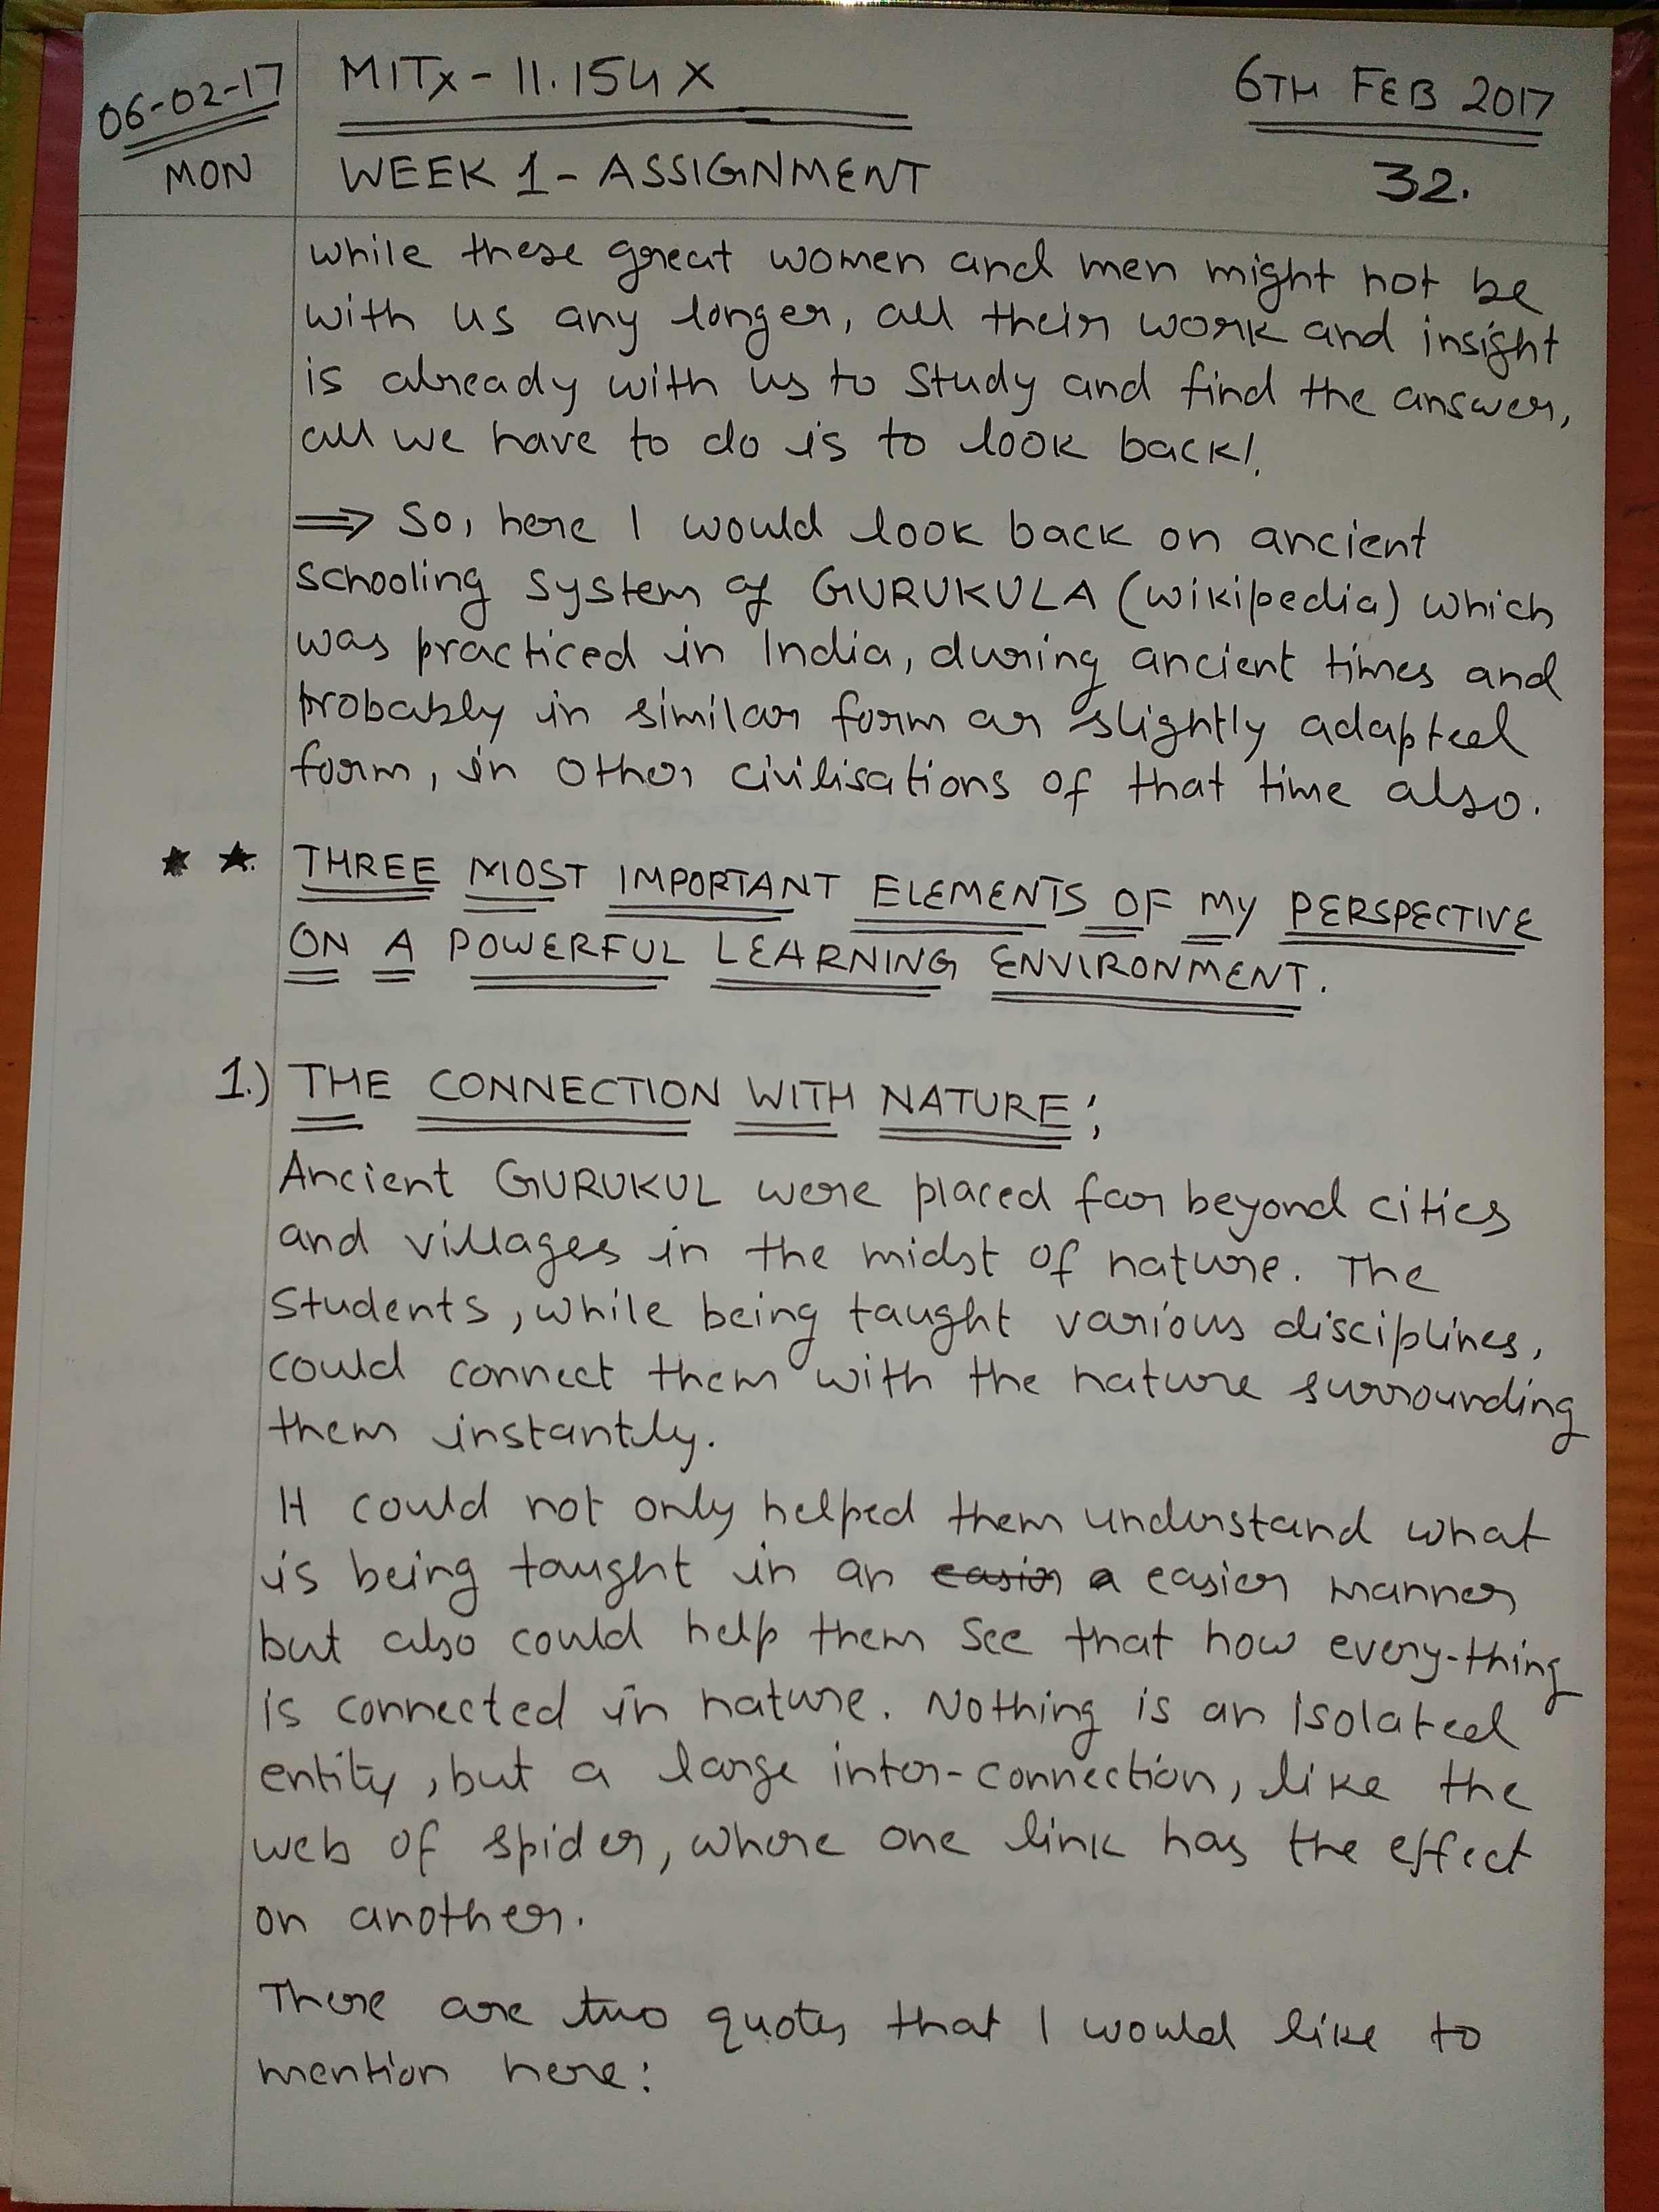 06-02-17
MON
MITx - 11.154X
WEEK 1 - ASSIGNMENT
6TH FEB 2017
32.
while these great women and men might not be
with us any longer, all their work and insight
is already with us to study and find the answer,
all we have to do is to look back!
⇒ So, here I would look back on ancient
schooling system of GURUKULA (wikipedia) which
was practiced in India, during ancient times and
probably in similar form or slightly adapted
form, in other civilisations of that time also.
★ ★. THREE MOST IMPORTANT ELEMENTS OF MY PERSPECTIVE
ON A POWERFUL LEARNING ENVIRONMENT.
1.) THE CONNECTION WITH NATURE;
Ancient GURUKUL were placed far beyond cities
and villages in the midst of nature. The
Students, while being taught various disciplines,
could connect them with the nature surrounding
them instantly.
It could not only helped them understand what
is being taught in an ~~easier a~~ easier manner
but also could help them see that how every-thing
is connected in nature. Nothing is an isolated
entity, but a large inter-connection, like the
web of spider, where one link has the effect
on another.
There are two quotes that I would like to
mention here: